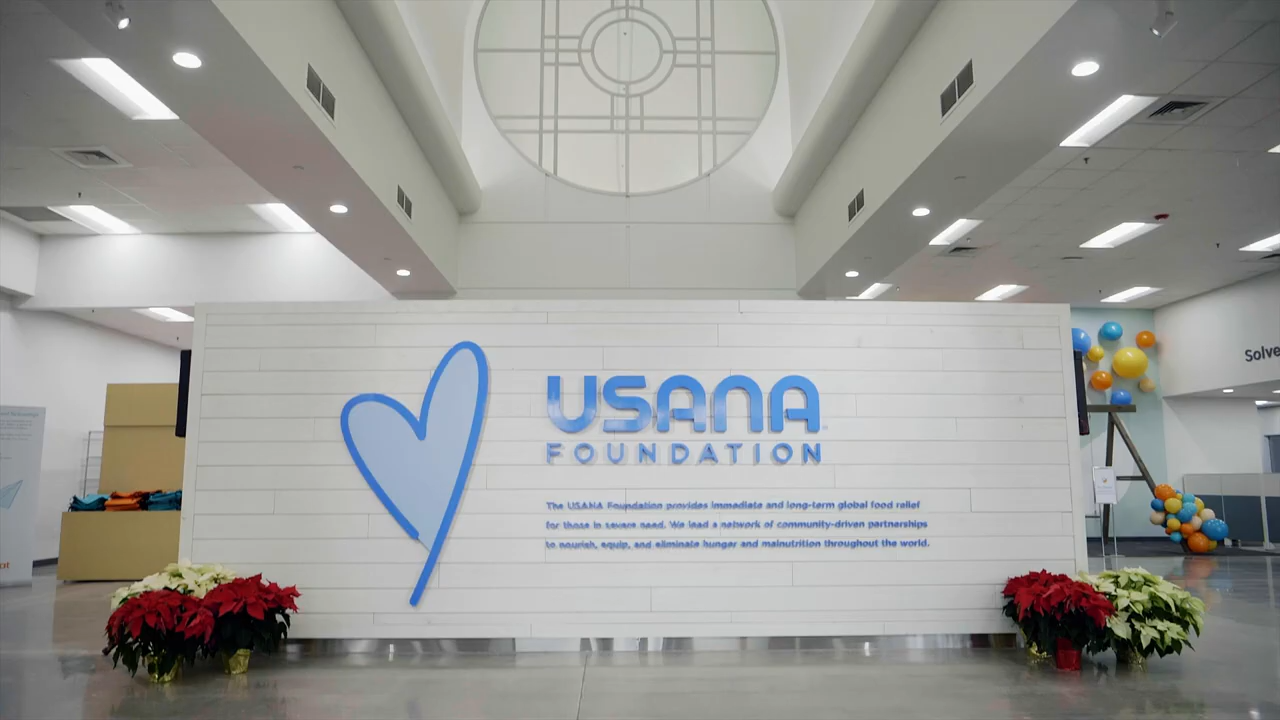 USANA
FOUNDATION
The USANA Foundation provides immediate and long-term global food relief
for those in severe need. We lead a network of community-driven partnerships
to nourish, equip, and eliminate hunger and malnutrition throughout the world.
Solve